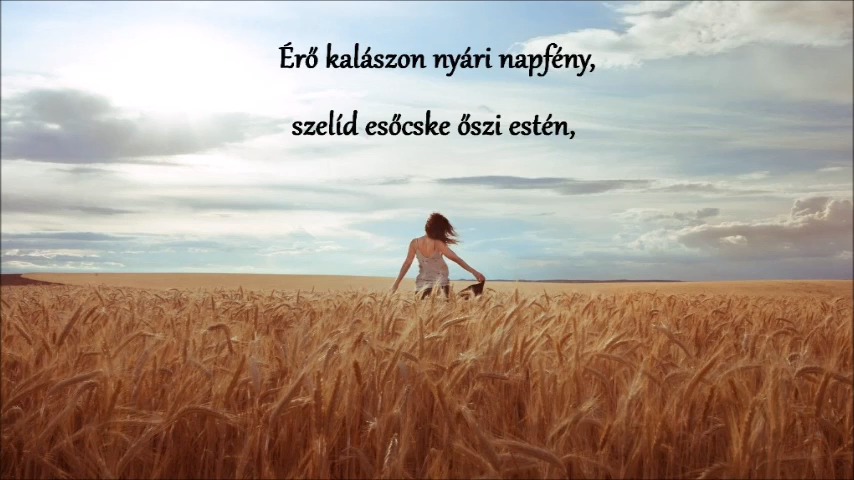 Érő kalászon nyári napfény,
szelíd esőcske őszi estén,